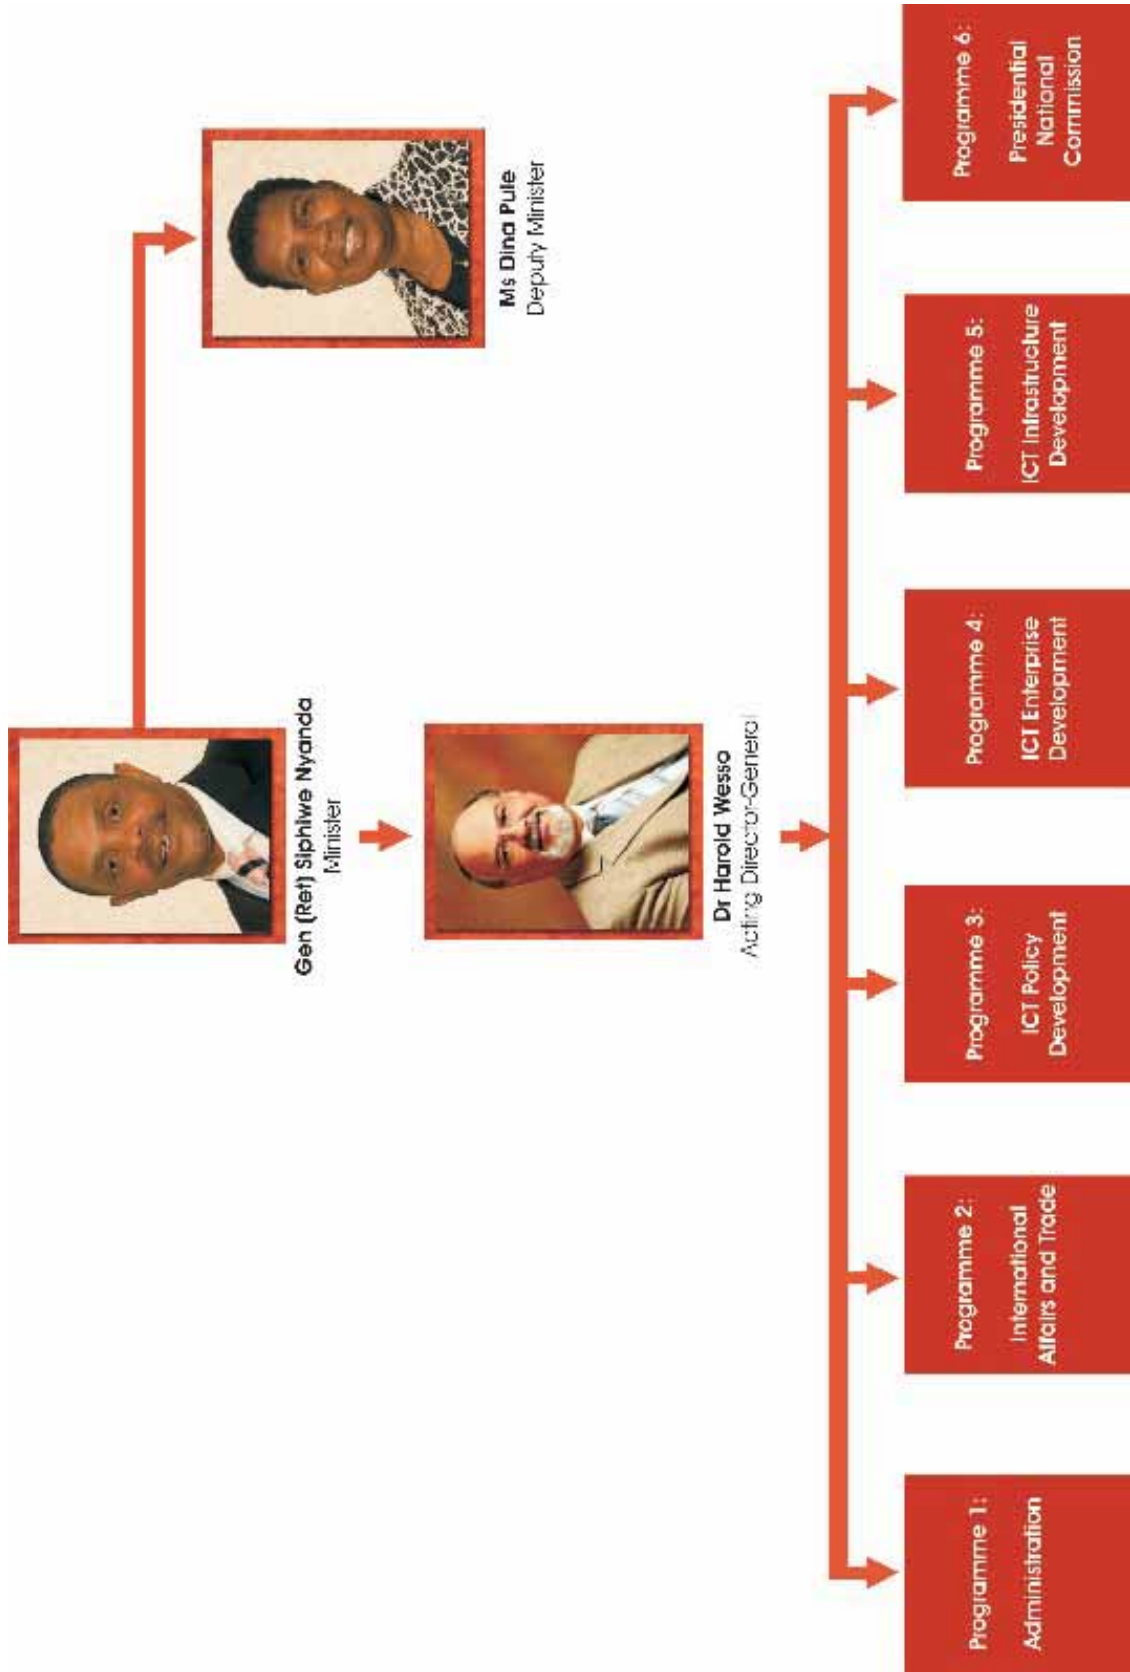 Gen (Ret) Siphiwe Nyanda
Minister
Ms Dina Pule
Deputy Minister
Dr Harold Wesso
Acting Director-General
Programme 1:
Administration
Programme 2:
International
Affairs and Trade
Programme 3:
ICT Policy
Development
Programme 4:
ICT Enterprise
Development
Programme 5:
ICT Infrastructure
Development
Programme 6:
Presidential
National
Commission